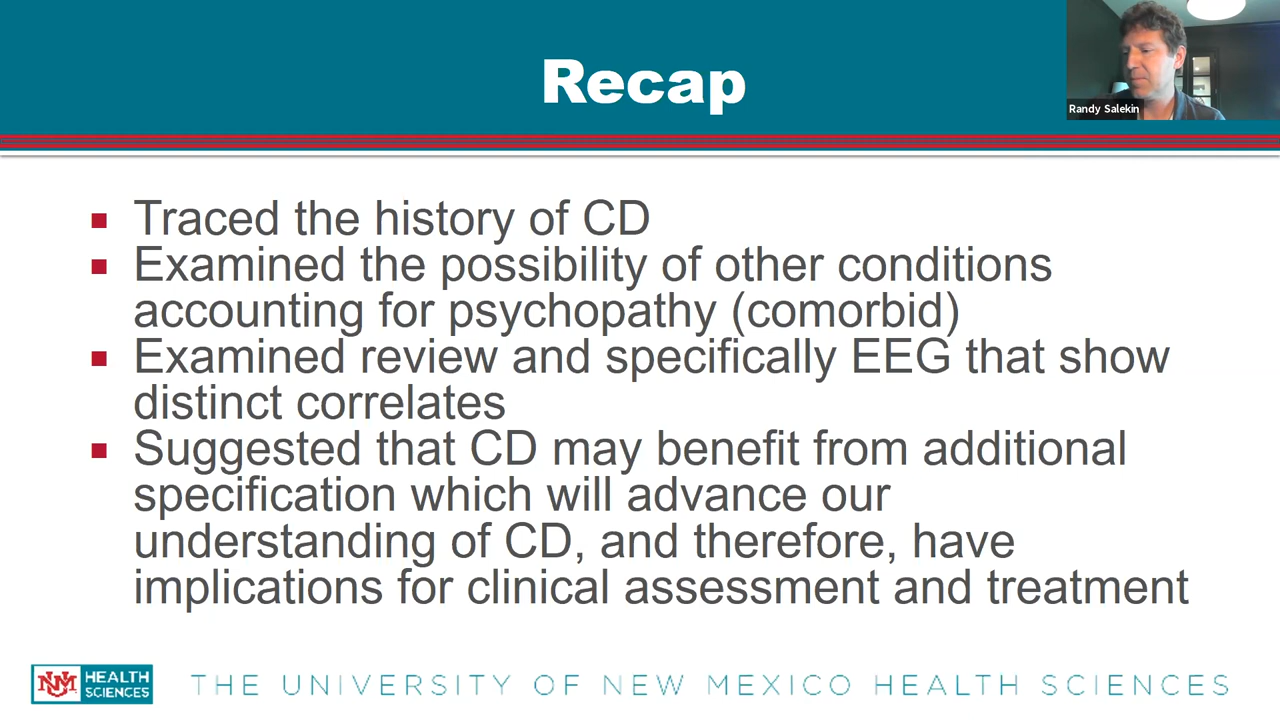 Recap
Randy Salekin
Traced the history of CD
Examined the possibility of other conditions
accounting for psychopathy (comorbid)
Examined review and specifically EEG that show
distinct correlates
Suggested that CD may benefit from additional
specification which will advance our
understanding of CD, and therefore, have
implications for clinical assessment and treatment
UNM HEALTH
SCIENCES
THE UNIVERSITY OF NEW MEXICO HEALTH SCIENCES